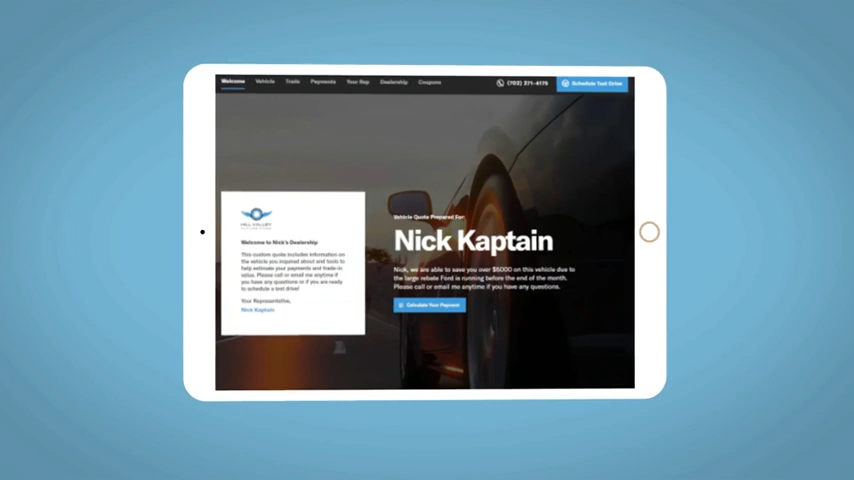 Welcome Vehicle Trade Payments Your Rep Dealership Coupons (702) 371-4176 Schedule Test Drive
HILL VALLEY
Welcome to Nick's Dealership
This custom quote includes information on
the vehicle you inquired about and tools to
help estimate your payments and trade-in
value. Please call or email me anytime if
you have any questions or if you are ready
to schedule a test drive!
Your Representative,
Nick Kaptain
Vehicle Quote Prepared For:
Nick Kaptain
Nick, we are able to save you over $6000 on this vehicle due to
the large rebate Ford is running before the end of the month.
Please call or email me anytime if you have any questions.
Calculate Your Payment